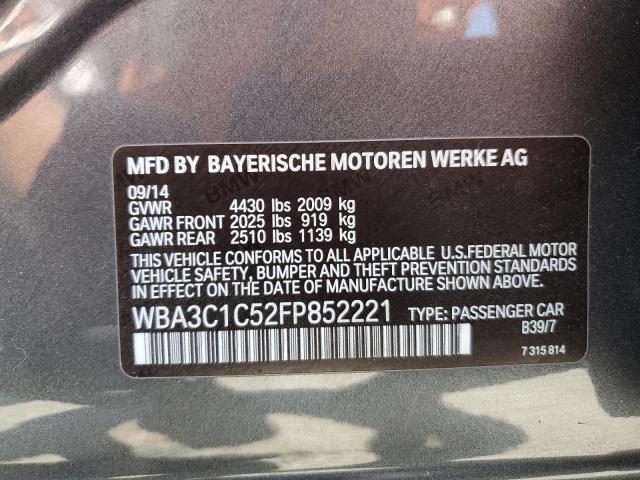 MFD BY BAYERISCHE MOTOREN WERKE AG
09/14
GVWR 4430 lbs 2009 kg
GAWR FRONT 2025 lbs 919 kg
GAWR REAR 2510 lbs 1139 kg
THIS VEHICLE CONFORMS TO ALL APPLICABLE U.S.FEDERAL MOTOR
VEHICLE SAFETY, BUMPER AND THEFT PREVENTION
STANDARDS IN EFFECT ON THE DATE OF MANUFACTURE SHOWN ABOVE.
WBA3C1C52FP852221 TYPE: PASSENGER CAR
B39/7
7 315 814